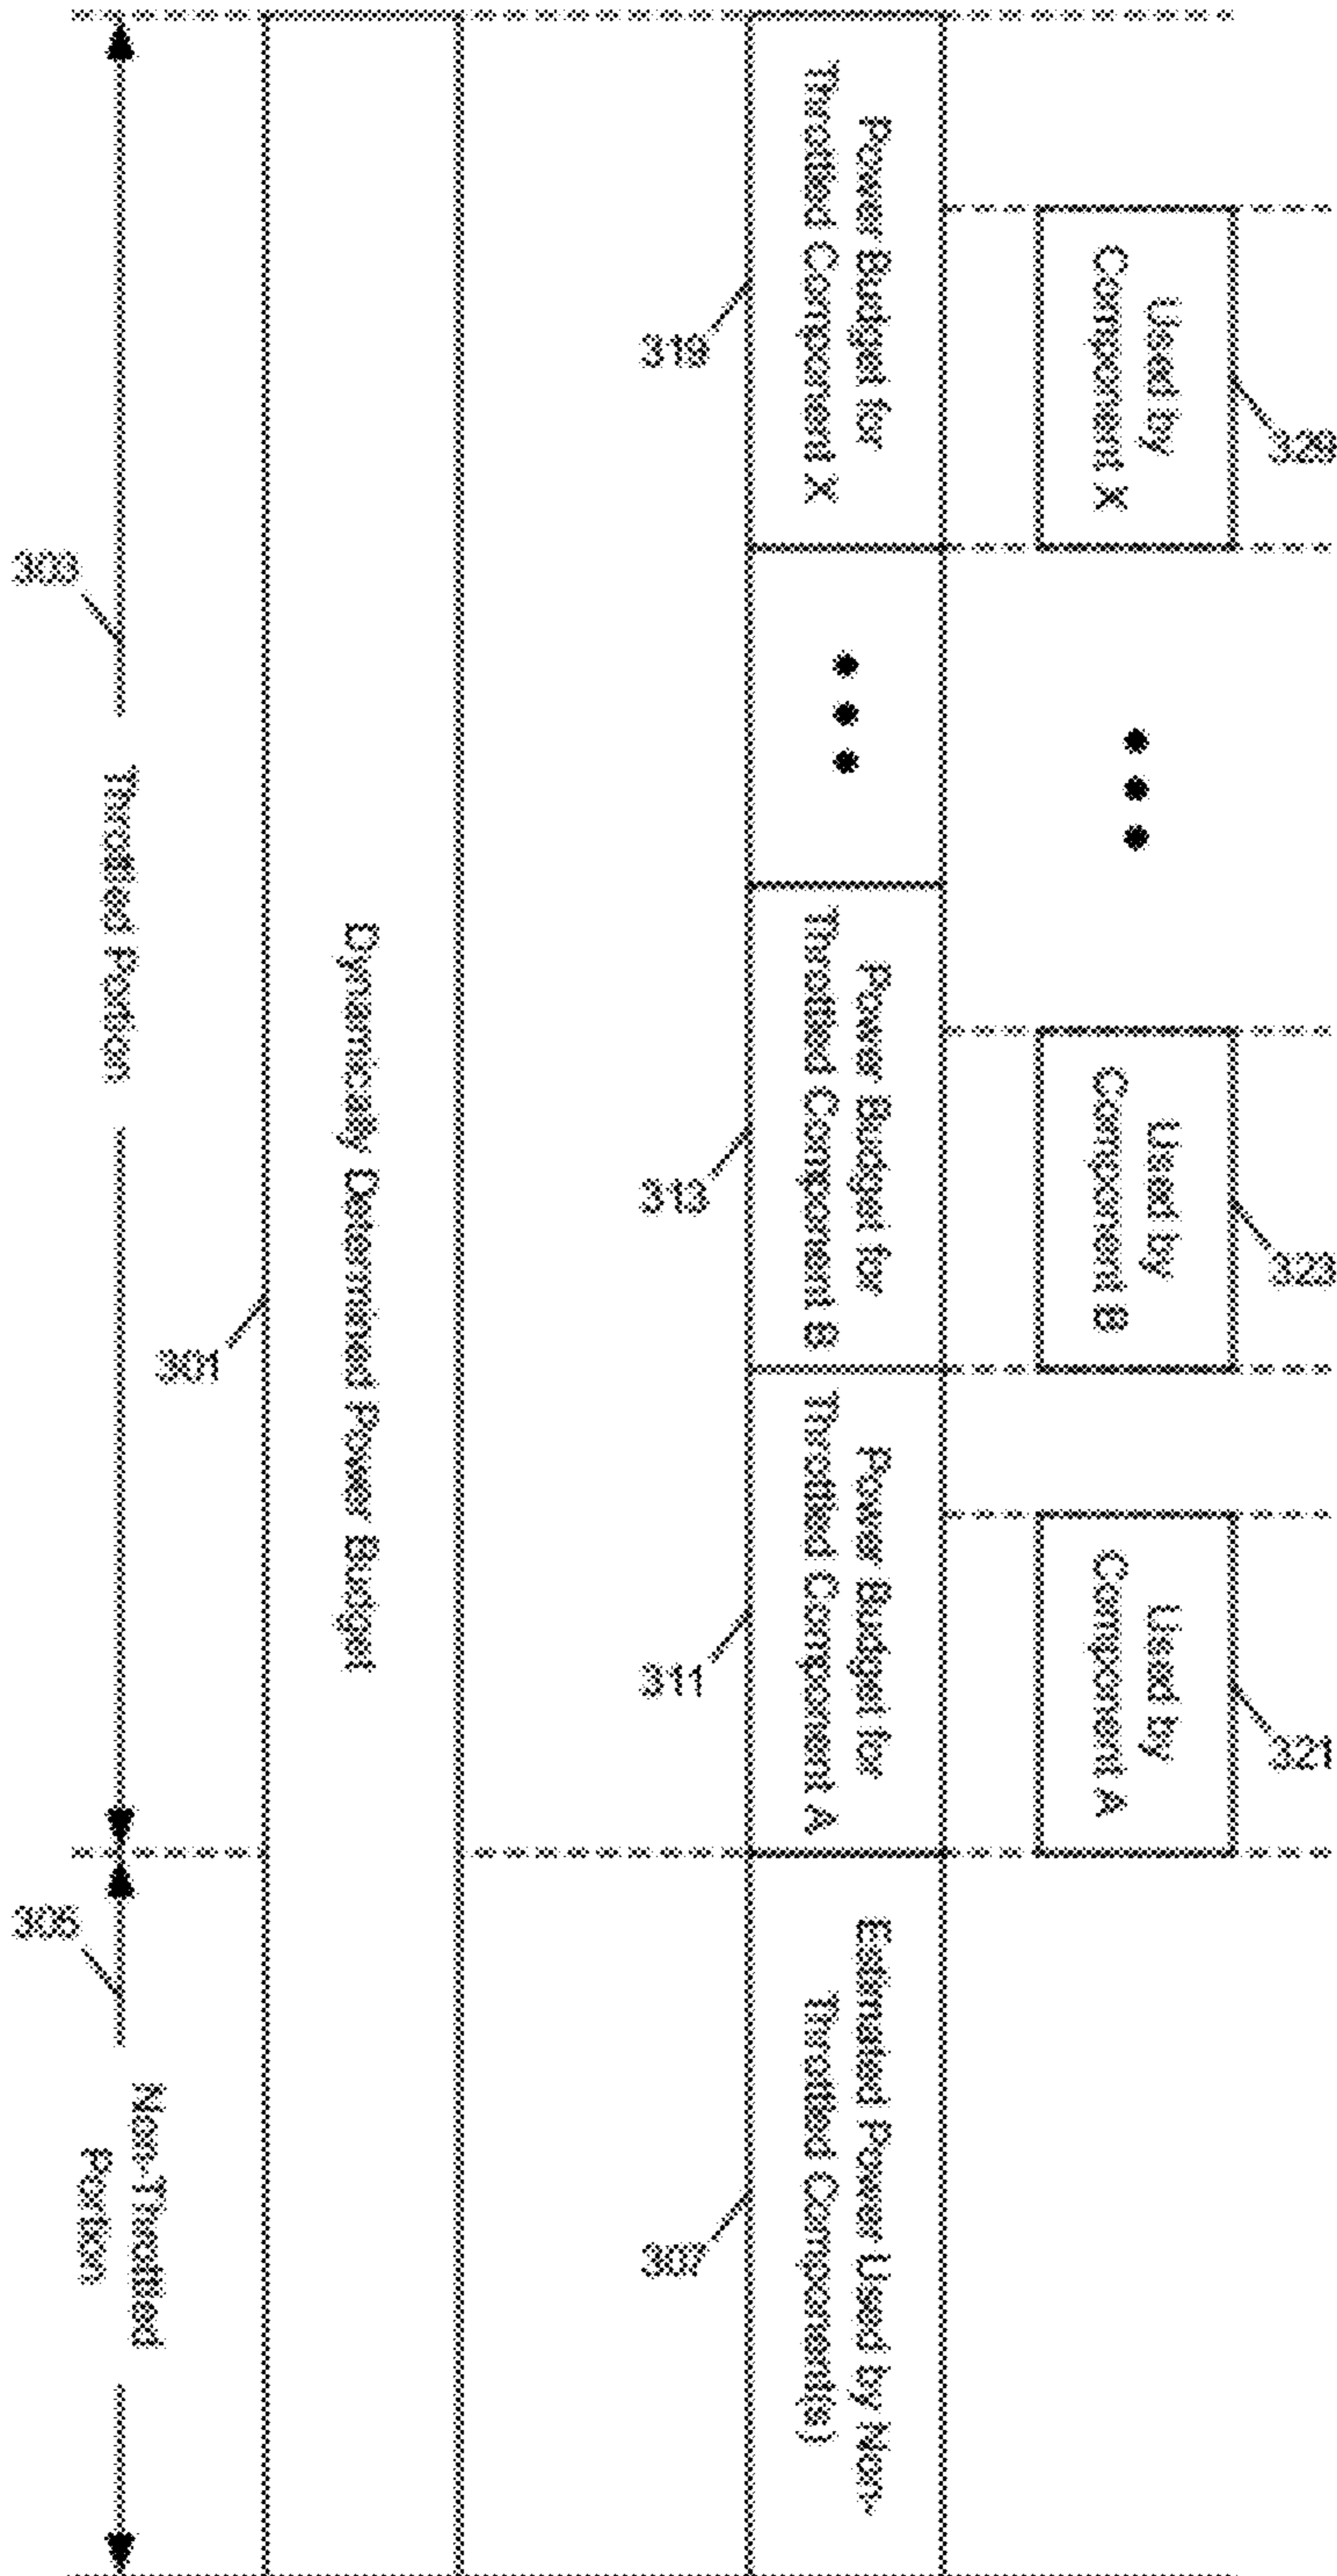 329
323
321
Used by
Component X
Used by
Component B
Used by
Component A
Power Budget for
Throttled Component X
Power Budget for
Throttled Component B
Power Budget for
Throttled Component A
Estimated Power Used by Non-
Throttled Component(s)
319
313
311
307
Dynamically Determined Power Budget
301
Throttled Portion
Non-Throttled
Portion
303
305